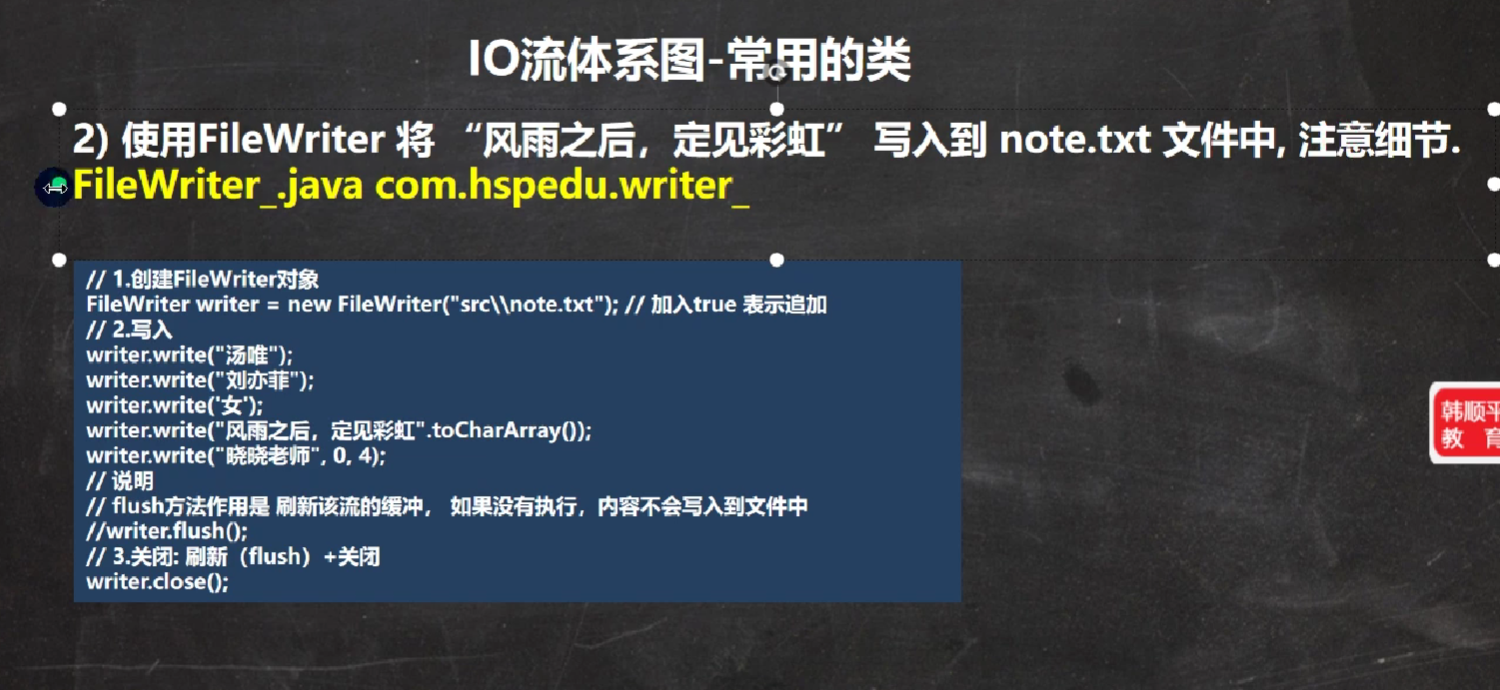 IO流体系图-常用的类
2) 使用FileWriter 将 “风雨之后，定见彩虹” 写入到 note.txt 文件中, 注意细节.
FileWriter_.java com.hspedu.writer_
// 1.创建FileWriter对象
FileWriter writer = new FileWriter("src\\note.txt"); // 加入true 表示追加
// 2.写入
writer.write("汤唯");
writer.write("刘亦菲");
writer.write('女');
writer.write("风雨之后，定见彩虹".toCharArray());
writer.write("晓晓老师", 0, 4);
// 说明
// flush方法作用是 刷新该流的缓冲， 如果没有执行，内容不会写入到文件中
//writer.flush();
// 3.关闭: 刷新（flush）+关闭
writer.close();
韩顺平
教 育